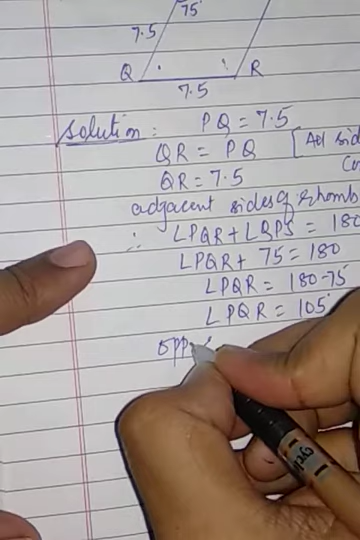 75
7.5
Q R
7.5
Solution : PQ = 7.5
QR = PQ [Adj sid
QR = 7.5
adjacent sides of rhomb
∴ ∠PQR + ∠QPS = 180
∠PQR + 75 = 180
∠PQR = 180-75
∠PQR = 105°
opp